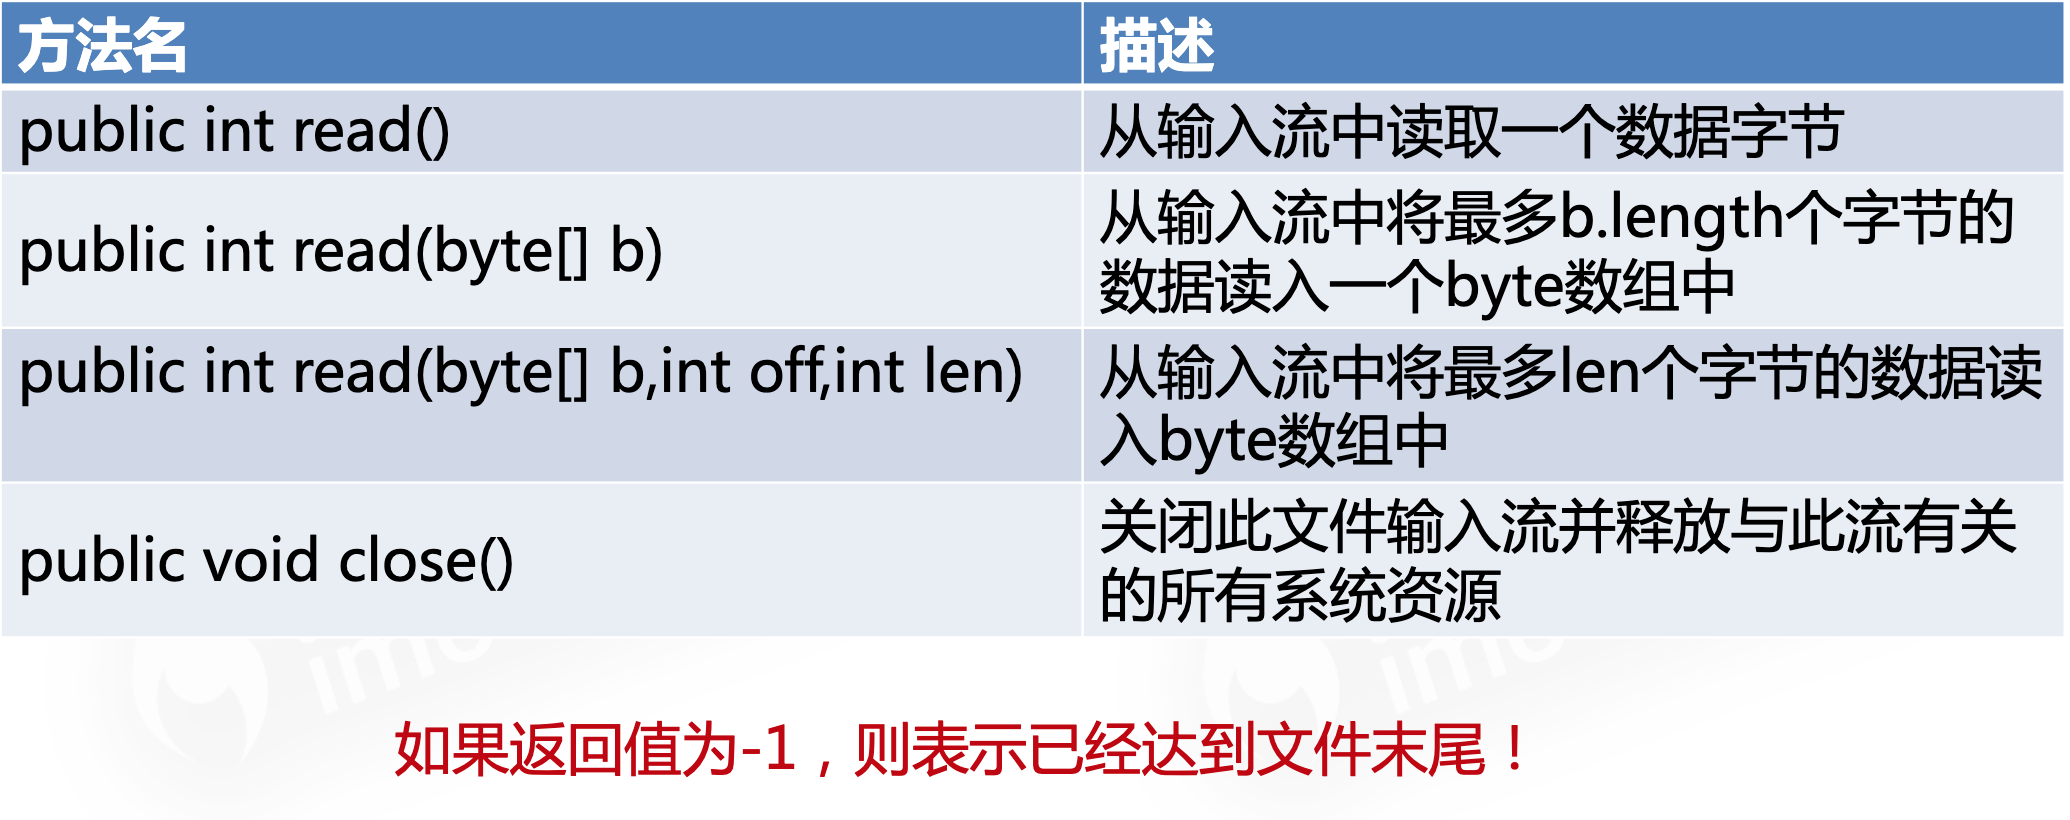 方法名
描述
public int read()
从输入流中读取一个数据字节
public int read(byte[] b)
从输入流中将最多b.length个字节的
数据读入一个byte数组中
public int read(byte[] b,int off,int len)
从输入流中将最多len个字节的数据读
入byte数组中
public void close()
关闭此文件输入流并释放与此流有关
的所有系统资源
如果返回值为-1，则表示已经达到文件末尾！